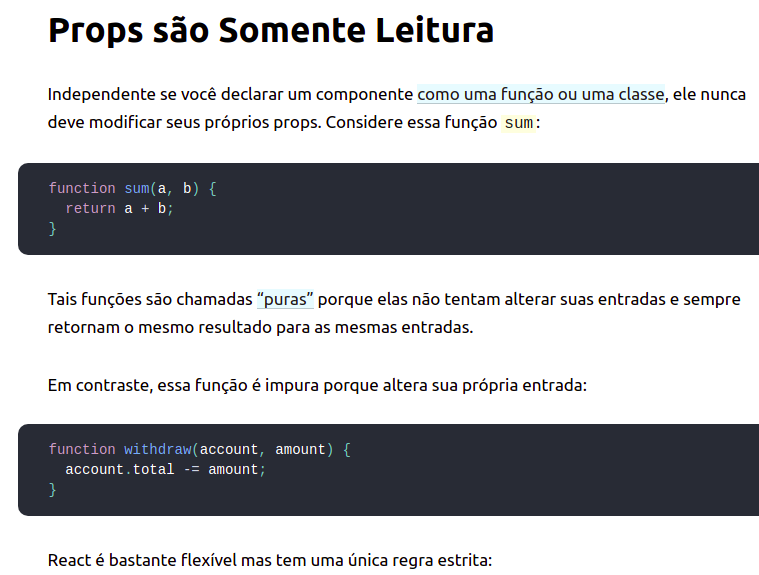 Props são Somente Leitura
Independente se você declarar um componente como uma função ou uma classe, ele nunca
deve modificar seus próprios props. Considere essa função sum:
function sum(a, b) {
  return a + b;
}
Tais funções são chamadas “puras” porque elas não tentam alterar suas entradas e sempre
retornam o mesmo resultado para as mesmas entradas.
Em contraste, essa função é impura porque altera sua própria entrada:
function withdraw(account, amount) {
  account.total -= amount;
}
React é bastante flexível mas tem uma única regra estrita: